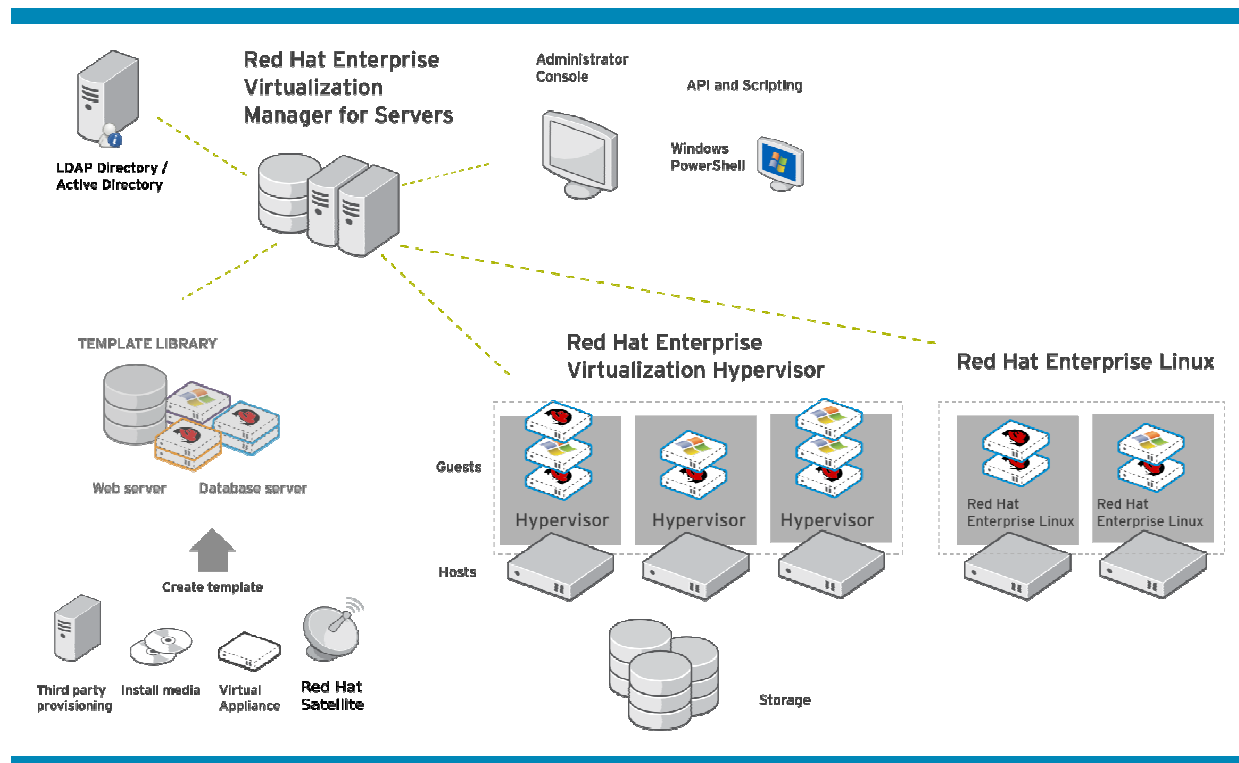 Red Hat Enterprise
Virtualization
Manager for Servers
Administrator
Console
API and Scripting
Windows
PowerShell
LDAP Directory /
Active Directory
TEMPLATE LIBRARY
Web server
Database server
Create template
Third party
provisioning
Install media
Virtual
Appliance
Red Hat
Satellite
Red Hat Enterprise
Virtualization Hypervisor
Guests
Hypervisor
Hypervisor
Hypervisor
Hosts
Storage
Red Hat Enterprise Linux
Red Hat
Enterprise Linux
Red Hat
Enterprise Linux